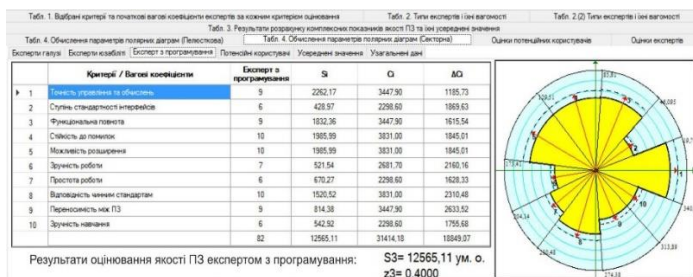 Табл. 1. Відібрані критерії та початкові вагові коефіцієнти експертів за кожним критерієм оцінювання
Табл. 2. Типи експертів і їхні вагомості
Табл. 2.(2) Типи експертів і їхні вагомості
Табл. 3. Результати розрахунку комплексних показників якості ПЗ та їхні усереднені значення
Табл. 4. Обчислення параметрів полярних діаграм (Пелюсткова)
Табл. 4. Обчислення параметрів полярних діаграм (Секторна)
Оцінки потенційних користувачів
Оцінки експертів
Експерти галузі
Експерти юзабіліті
Експерт з програмування
Потенційні користувачі
Усереднені значення
Узагальнені дані
Критерії / Вагові коефіцієнти Експерт з програмування Si Ci ΔCi
1 Точність управління та обчислень 9 2262,17 3447,90 1185,73
2 Ступінь стандартності інтерфейсів 6 428,97 2298,60 1869,63
3 Функціональна повнота 9 1832,36 3447,90 1615,54
4 Стійкість до помилок 10 1985,99 3831,00 1845,01
5 Можливість розширення 10 1985,99 3831,00 1845,01
6 Зручність роботи 7 521,54 2681,70 2160,16
7 Простота роботи 6 670,27 2298,60 1628,33
8 Відповідність чинним стандартам 10 1520,52 3831,00 2310,48
9 Переносимість між ПЗ 9 814,38 3447,90 2633,52
10 Зручність навчання 6 542,92 2298,60 1755,68
82 12565,11 31414,18 18849,07
Результати оцінювання якості ПЗ експертом з програмування:
S3= 12565,11 ум. о.
z3= 0,4000